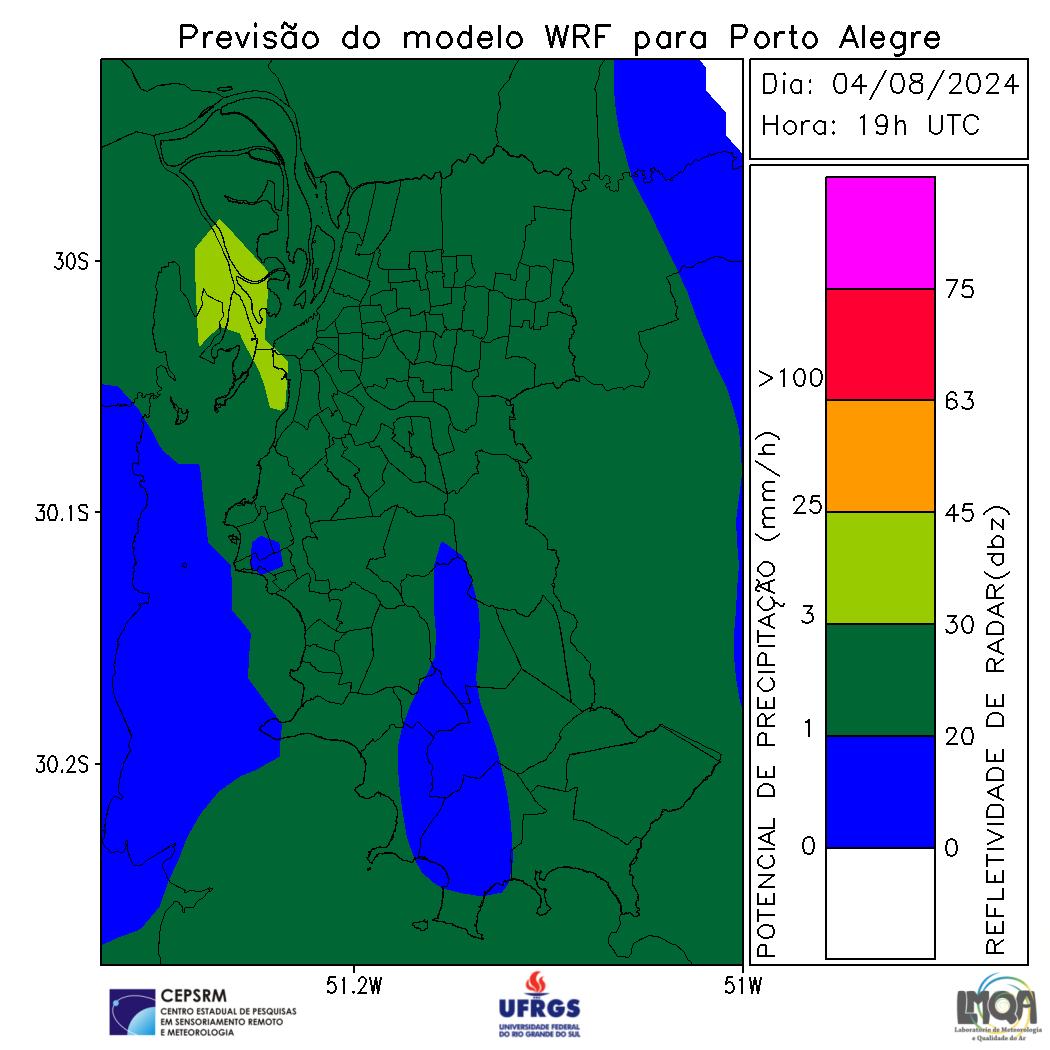 Previsão do modelo WRF para Porto Alegre
Dia: 04/08/2024
Hora: 19h UTC
30S
30.1S
30.2S
51.2W
51W
POTENCIAL DE PRECIPITAÇÃO (mm/h)
>100
25
3
1
0
75
63
45
30
20
0
REFLETIVIDADE DE RADAR(dbz)
CEPSRM
CENTRO ESTADUAL DE PESQUISAS
EM SENSORIAMENTO REMOTO
E METEOROLOGIA
UFRGS
UNIVERSIDADE FEDERAL
DO RIO GRANDE DO SUL
LMQA
Laboratório de Meteorologia
e Qualidade do Ar